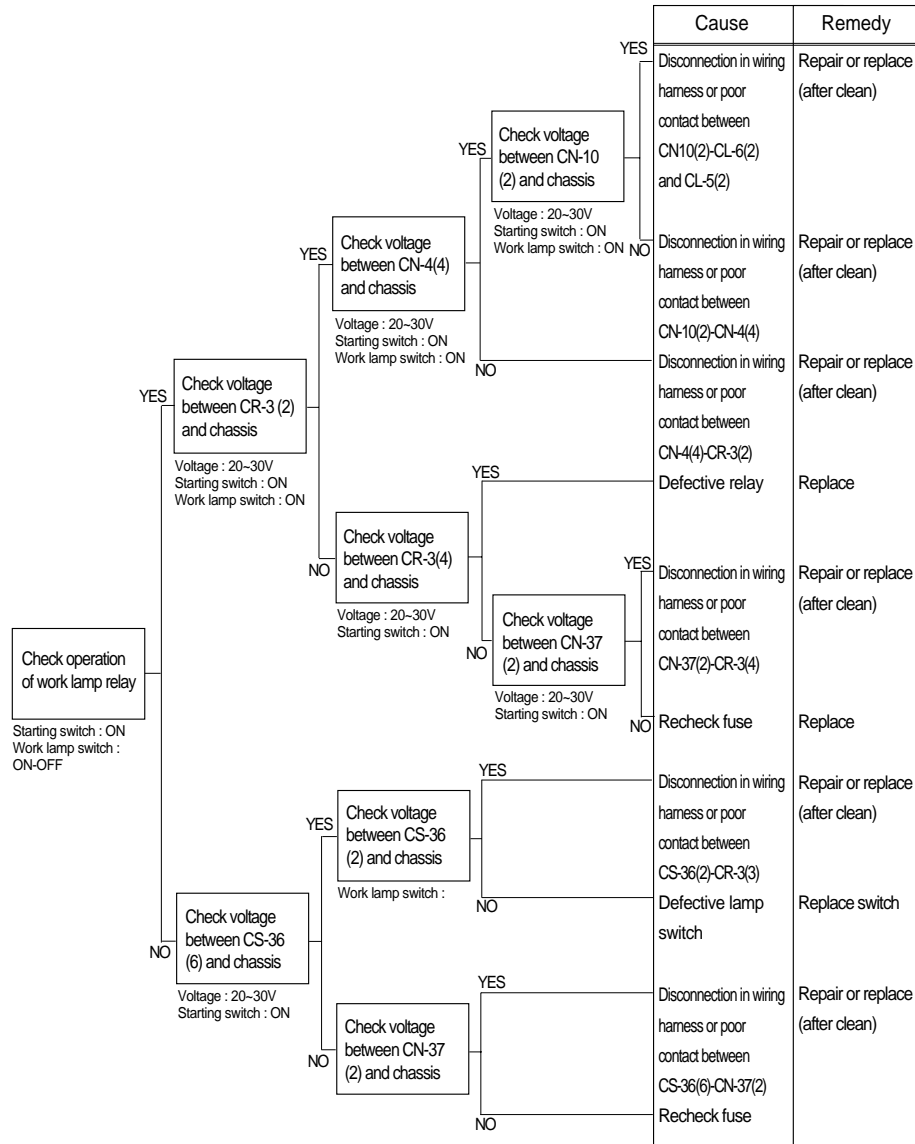 Cause
Remedy
YES
Disconnection in wiring
harness or poor
contact between
CN10(2)-CL-6(2)
and CL-5(2)
Repair or replace
(after clean)
YES
Check voltage
between CN-10
(2) and chassis
Voltage : 20~30V
Starting switch : ON
Work lamp switch : ON
NO
Disconnection in wiring
harness or poor
contact between
CN-10(2)-CN-4(4)
Repair or replace
(after clean)
YES
Check voltage
between CN-4(4)
and chassis
Voltage : 20~30V
Starting switch : ON
Work lamp switch : ON
NO
Disconnection in wiring
harness or poor
contact between
CN-4(4)-CR-3(2)
Repair or replace
(after clean)
YES
Check voltage
between CR-3 (2)
and chassis
Voltage : 20~30V
Starting switch : ON
Work lamp switch : ON
YES
Defective relay
Replace
NO
Check voltage
between CR-3(4)
and chassis
Voltage : 20~30V
Starting switch : ON
YES
Disconnection in wiring
harness or poor
contact between
CN-37(2)-CR-3(4)
Repair or replace
(after clean)
NO
Check voltage
between CN-37
(2) and chassis
Voltage : 20~30V
Starting switch : ON
NO
Recheck fuse
Replace
Check operation
of work lamp relay
Starting switch : ON
Work lamp switch :
ON-OFF
YES
Disconnection in wiring
harness or poor
contact between
CS-36(2)-CR-3(3)
Repair or replace
(after clean)
YES
Check voltage
between CS-36
(2) and chassis
Work lamp switch :
NO
Defective lamp
switch
Replace switch
NO
Check voltage
between CS-36
(6) and chassis
Voltage : 20~30V
Starting switch : ON
YES
Disconnection in wiring
harness or poor
contact between
CS-36(6)-CN-37(2)
Repair or replace
(after clean)
NO
Check voltage
between CN-37
(2) and chassis
NO
Recheck fuse